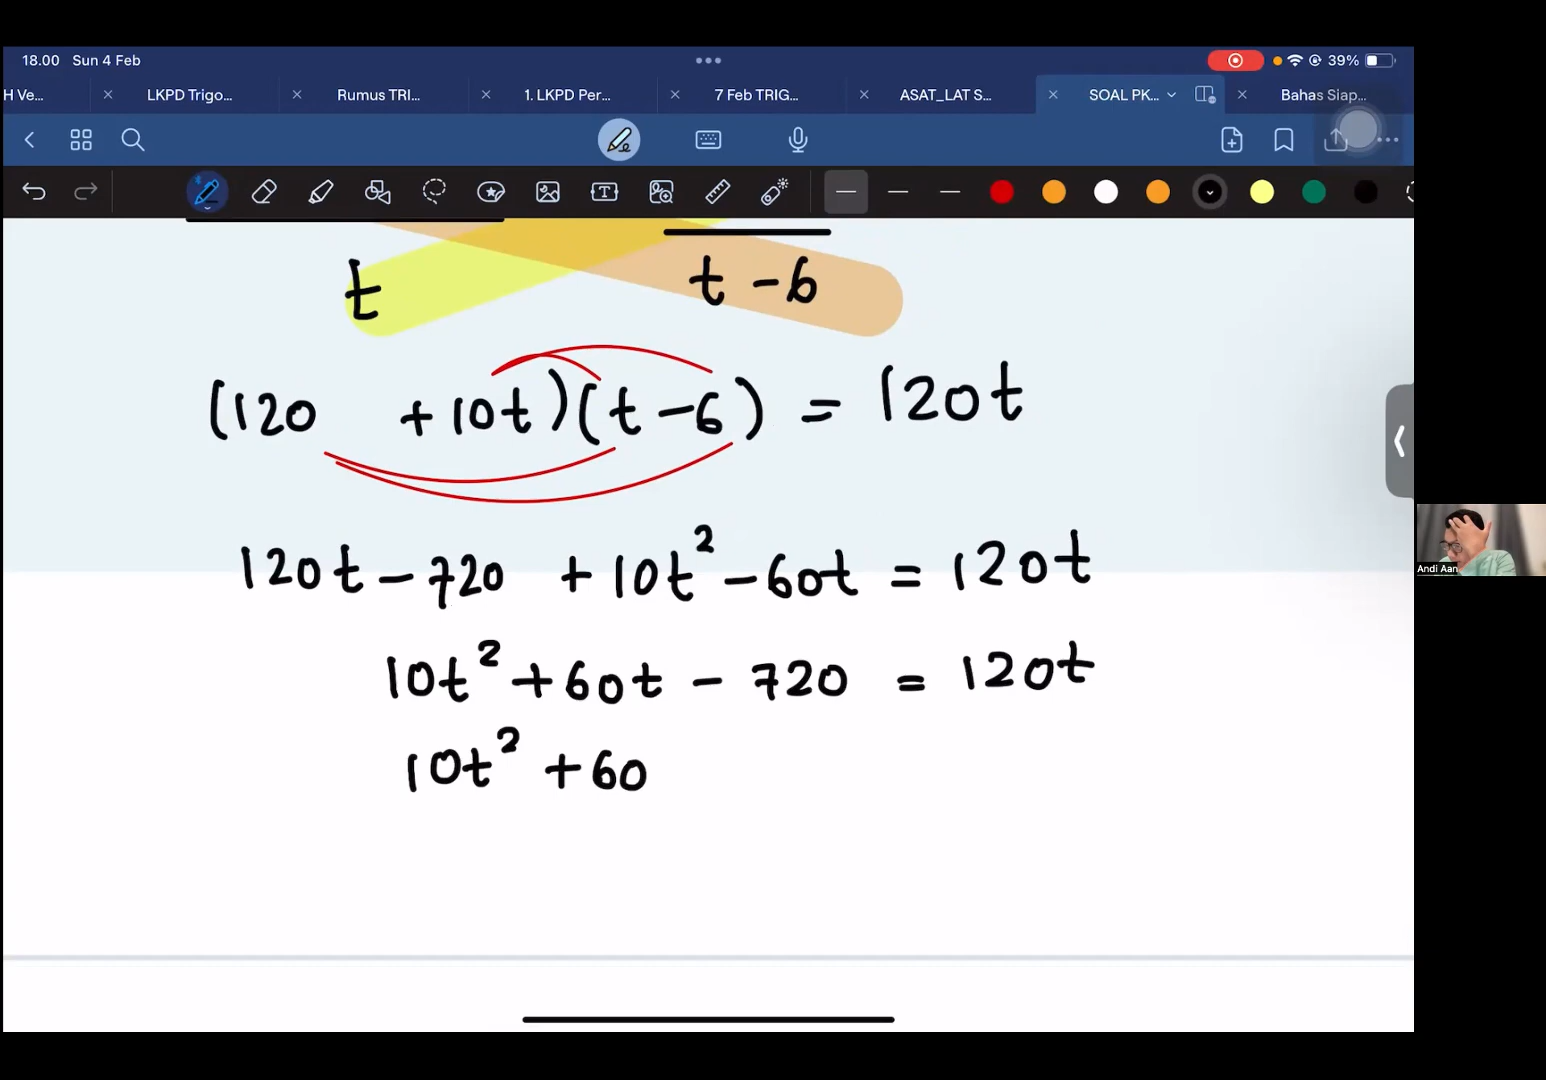 18.00 Sun 4 Feb
39%
H Ve...
LKPD Trigo...
Rumus TRI...
1. LKPD Per...
7 Feb TRIG...
ASAT_LAT S...
SOAL PK...
Bahas Siap...
t
t - 6
(120 + 10t)(t - 6) = 120t
120t - 720 + 10t² - 60t = 120t
10t² + 60t - 720 = 120t
10t² + 60
Andi Aan